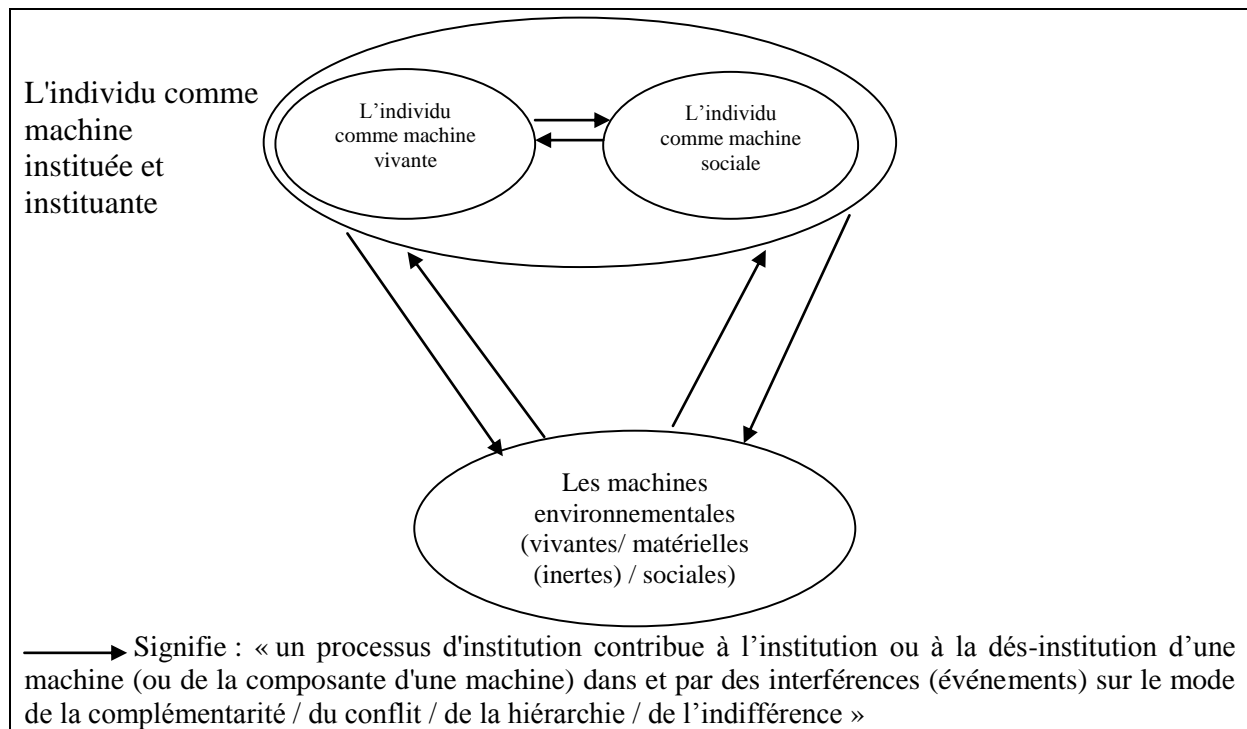 L'individu comme
machine
instituée et
instituante
L’individu
comme machine
vivante
L’individu
comme machine
sociale
Les machines
environnementales
(vivantes/ matérielles
(inertes) / sociales)
Signifie : « un processus d'institution contribue à l’institution ou à la dés-institution d’une
machine (ou de la composante d'une machine) dans et par des interférences (événements) sur le mode
de la complémentarité / du conflit / de la hiérarchie / de l’indifférence »